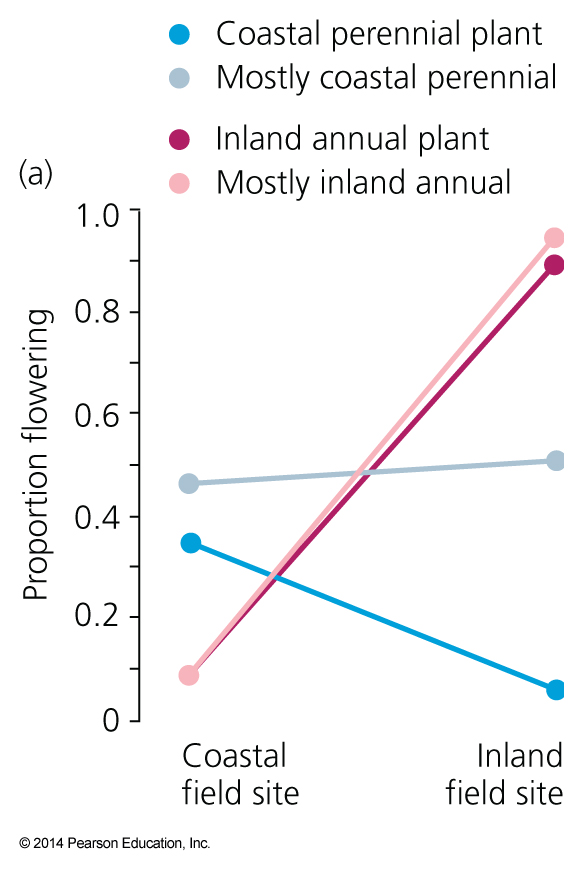 Coastal perennial plant
Mostly coastal perennial
Inland annual plant
Mostly inland annual
(a)
Proportion flowering
1.0
0.8
0.6
0.4
0.2
0
Coastal
field site
Inland
field site
© 2014 Pearson Education, Inc.